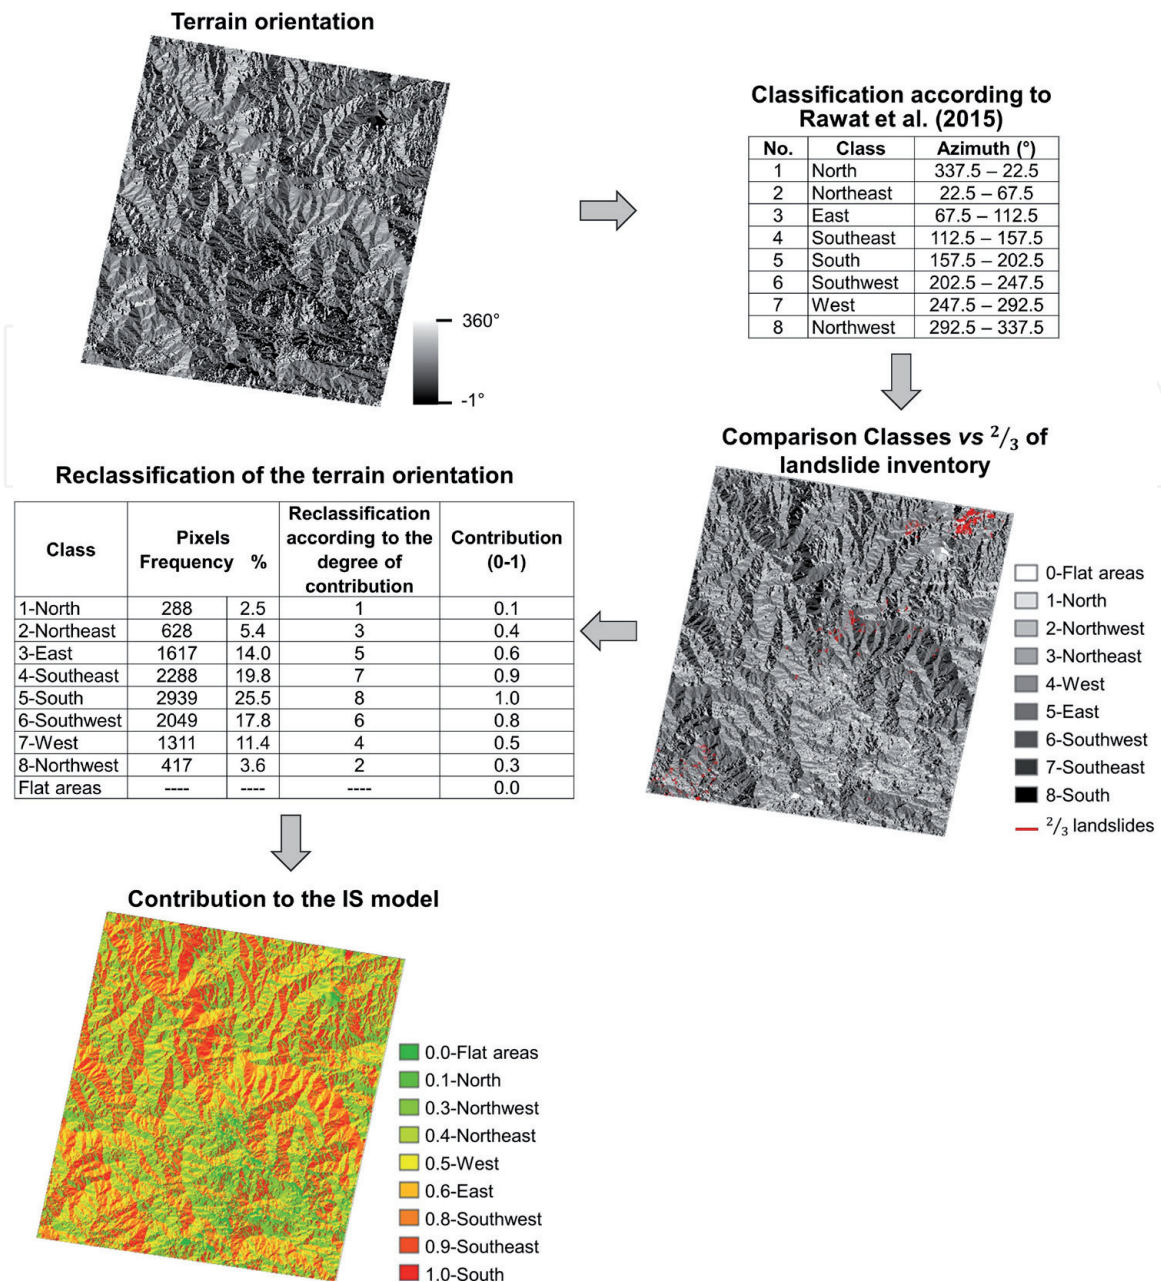 Terrain orientation
360°
-1°
Classification according to
Rawat et al. (2015)
No. Class Azimuth (°)
1 North 337.5 – 22.5
2 Northeast 22.5 – 67.5
3 East 67.5 – 112.5
4 Southeast 112.5 – 157.5
5 South 157.5 – 202.5
6 Southwest 202.5 – 247.5
7 West 247.5 – 292.5
8 Northwest 292.5 – 337.5
Comparison Classes vs 2/3 of
landslide inventory
0-Flat areas
1-North
2-Northwest
3-Northeast
4-West
5-East
6-Southwest
7-Southeast
8-South
2/3 landslides
Reclassification of the terrain orientation
Class Pixels Frequency % Reclassification according to the degree of contribution Contribution (0-1)
1-North 288 2.5 1 0.1
2-Northeast 628 5.4 3 0.4
3-East 1617 14.0 5 0.6
4-Southeast 2288 19.8 7 0.9
5-South 2939 25.5 8 1.0
6-Southwest 2049 17.8 6 0.8
7-West 1311 11.4 4 0.5
8-Northwest 417 3.6 2 0.3
Flat areas ---- ---- ---- 0.0
Contribution to the IS model
0.0-Flat areas
0.1-North
0.3-Northwest
0.4-Northeast
0.5-West
0.6-East
0.8-Southwest
0.9-Southeast
1.0-South